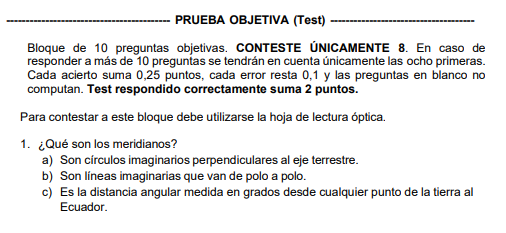 ---------------------------------------- PRUEBA OBJETIVA (Test) ------------------------------------
Bloque de 10 preguntas objetivas. CONTESTE ÚNICAMENTE 8. En caso de
responder a más de 10 preguntas se tendrán en cuenta únicamente las ocho primeras.
Cada acierto suma 0,25 puntos, cada error resta 0,1 y las preguntas en blanco no
computan. Test respondido correctamente suma 2 puntos.
Para contestar a este bloque debe utilizarse la hoja de lectura óptica.
1. ¿Qué son los meridianos?
a) Son círculos imaginarios perpendiculares al eje terrestre.
b) Son líneas imaginarias que van de polo a polo.
c) Es la distancia angular medida en grados desde cualquier punto de la tierra al
Ecuador.